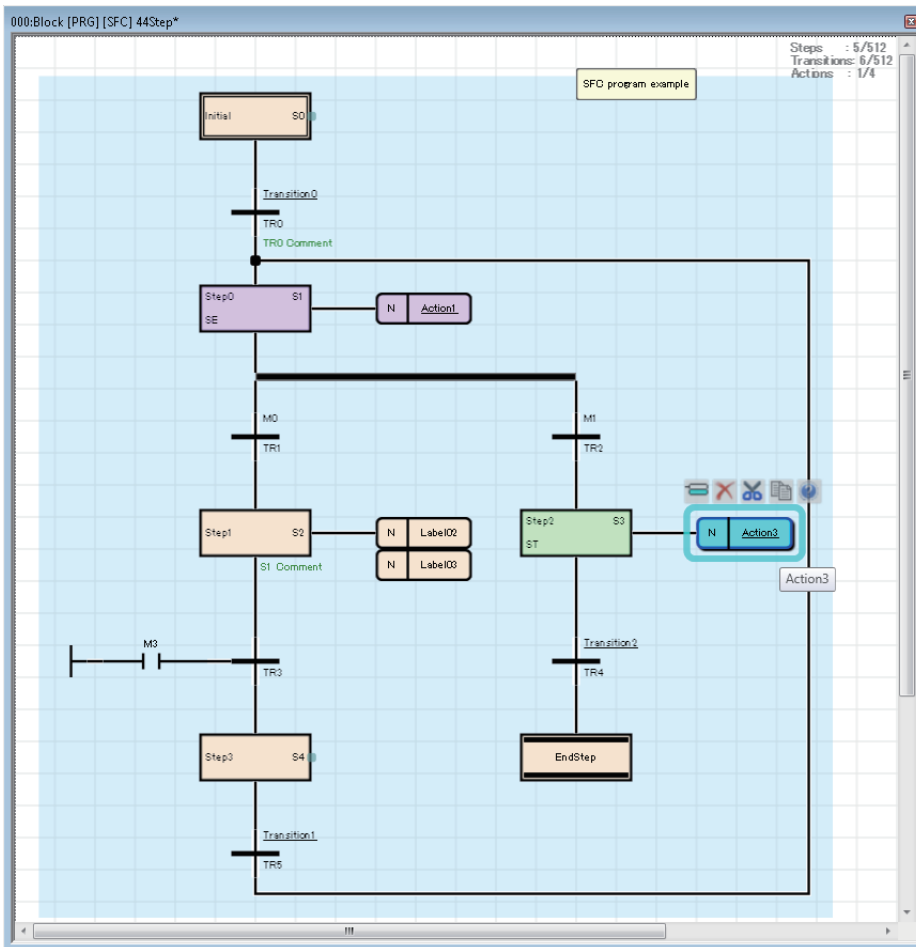 000:Block [PRG] [SFC] 44Step*
Steps : 5/512
Transitions: 6/512
Actions : 1/4
SFC program example
Initial S0
Transition0
TR0
TR0 Comment
Step0 S1
SE
N Action1
M0
TR1
M1
TR2
Step1 S2
N Label02
N Label03
S1 Comment
Step2 S3
ST
N Action3
Action3
M3
TR3
Transition2
TR4
Step3 S4
EndStep
Transition1
TR5